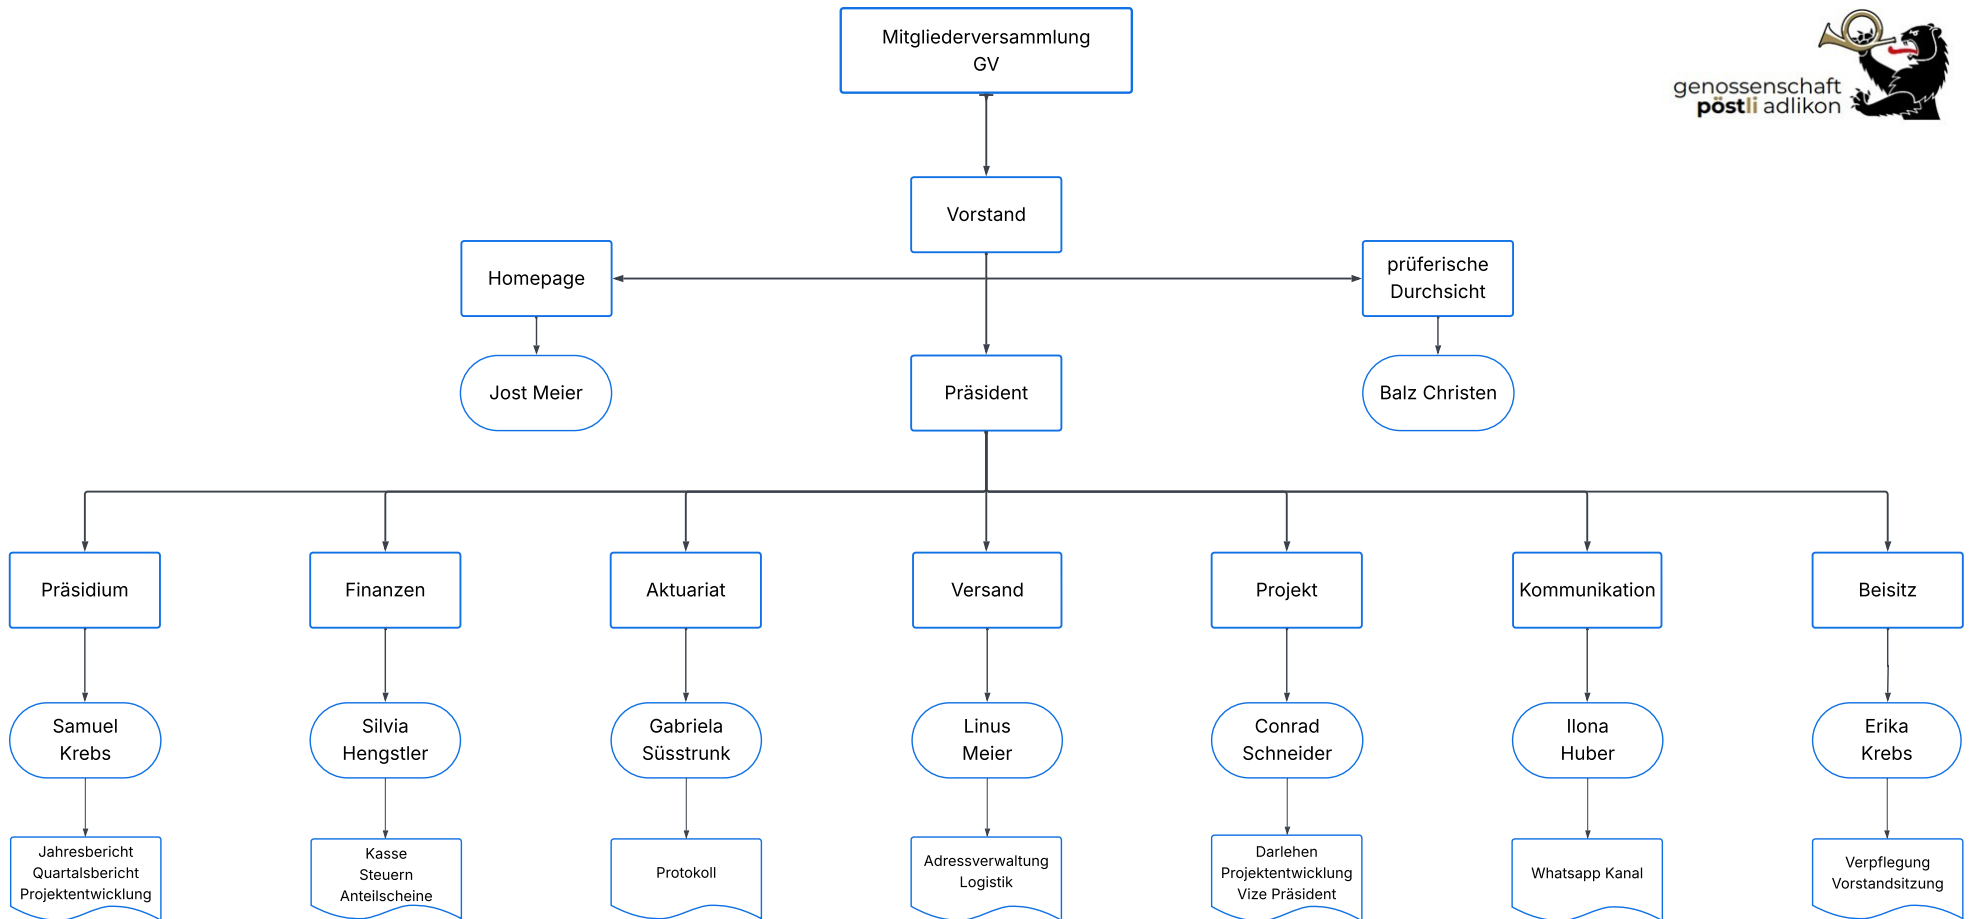 Mitgliederversammlung
GV
genossenschaft
pöstli adlikon
Vorstand
Homepage
prüferische
Durchsicht
Jost Meier
Präsident
Balz Christen
Präsidium
Finanzen
Aktuariat
Versand
Projekt
Kommunikation
Beisitz
Samuel
Krebs
Silvia
Hengstler
Gabriela
Süsstrunk
Linus
Meier
Conrad
Schneider
Ilona
Huber
Erika
Krebs
Jahresbericht
Quartalsbericht
Projektentwicklung
Kasse
Steuern
Anteilscheine
Protokoll
Adressverwaltung
Logistik
Darlehen
Projektentwicklung
Vize Präsident
Whatsapp Kanal
Verpflegung
Vorstandsitzung